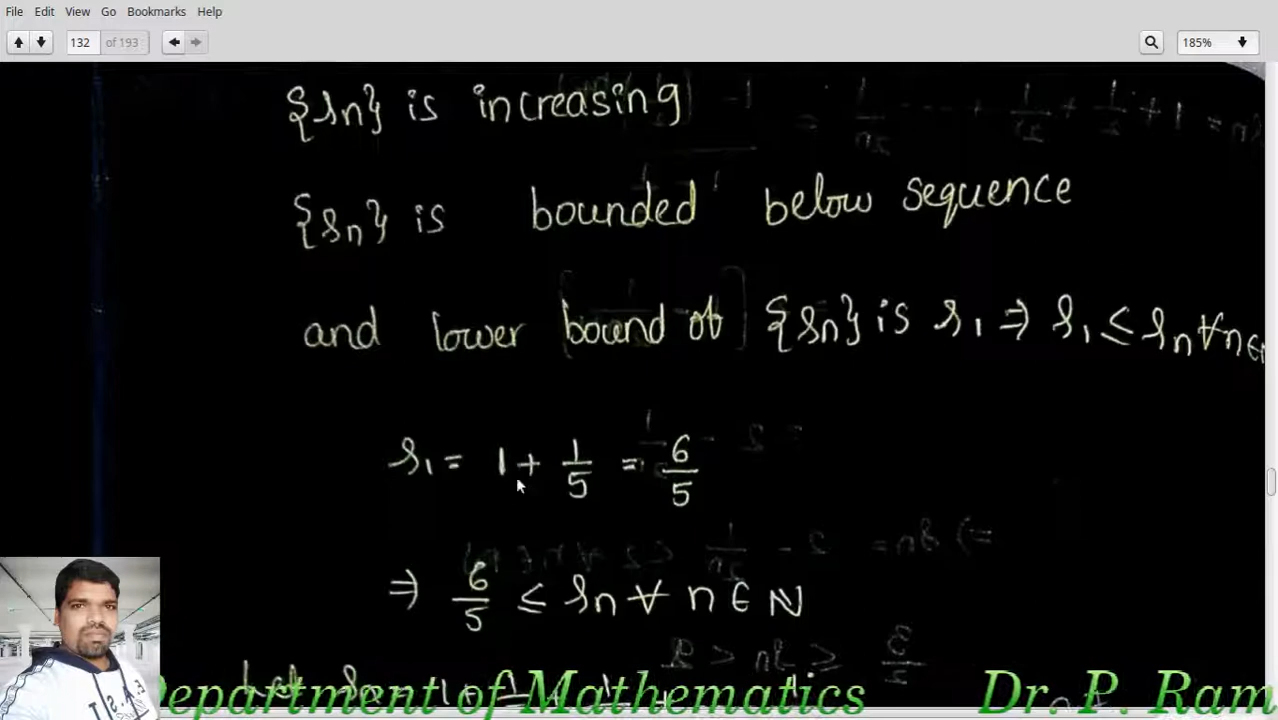 File Edit View Go Bookmarks Help
132 of 193 185%
{sn} is increasing
{sn} is bounded below sequence
and lower bound of {sn} is s1 ⇒ s1 ≤ sn ∀ n ∈
s1 = 1 + 1/5 = 6/5
⇒ 6/5 ≤ sn ∀ n ∈ N
Department of Mathematics Dr. P. Ram